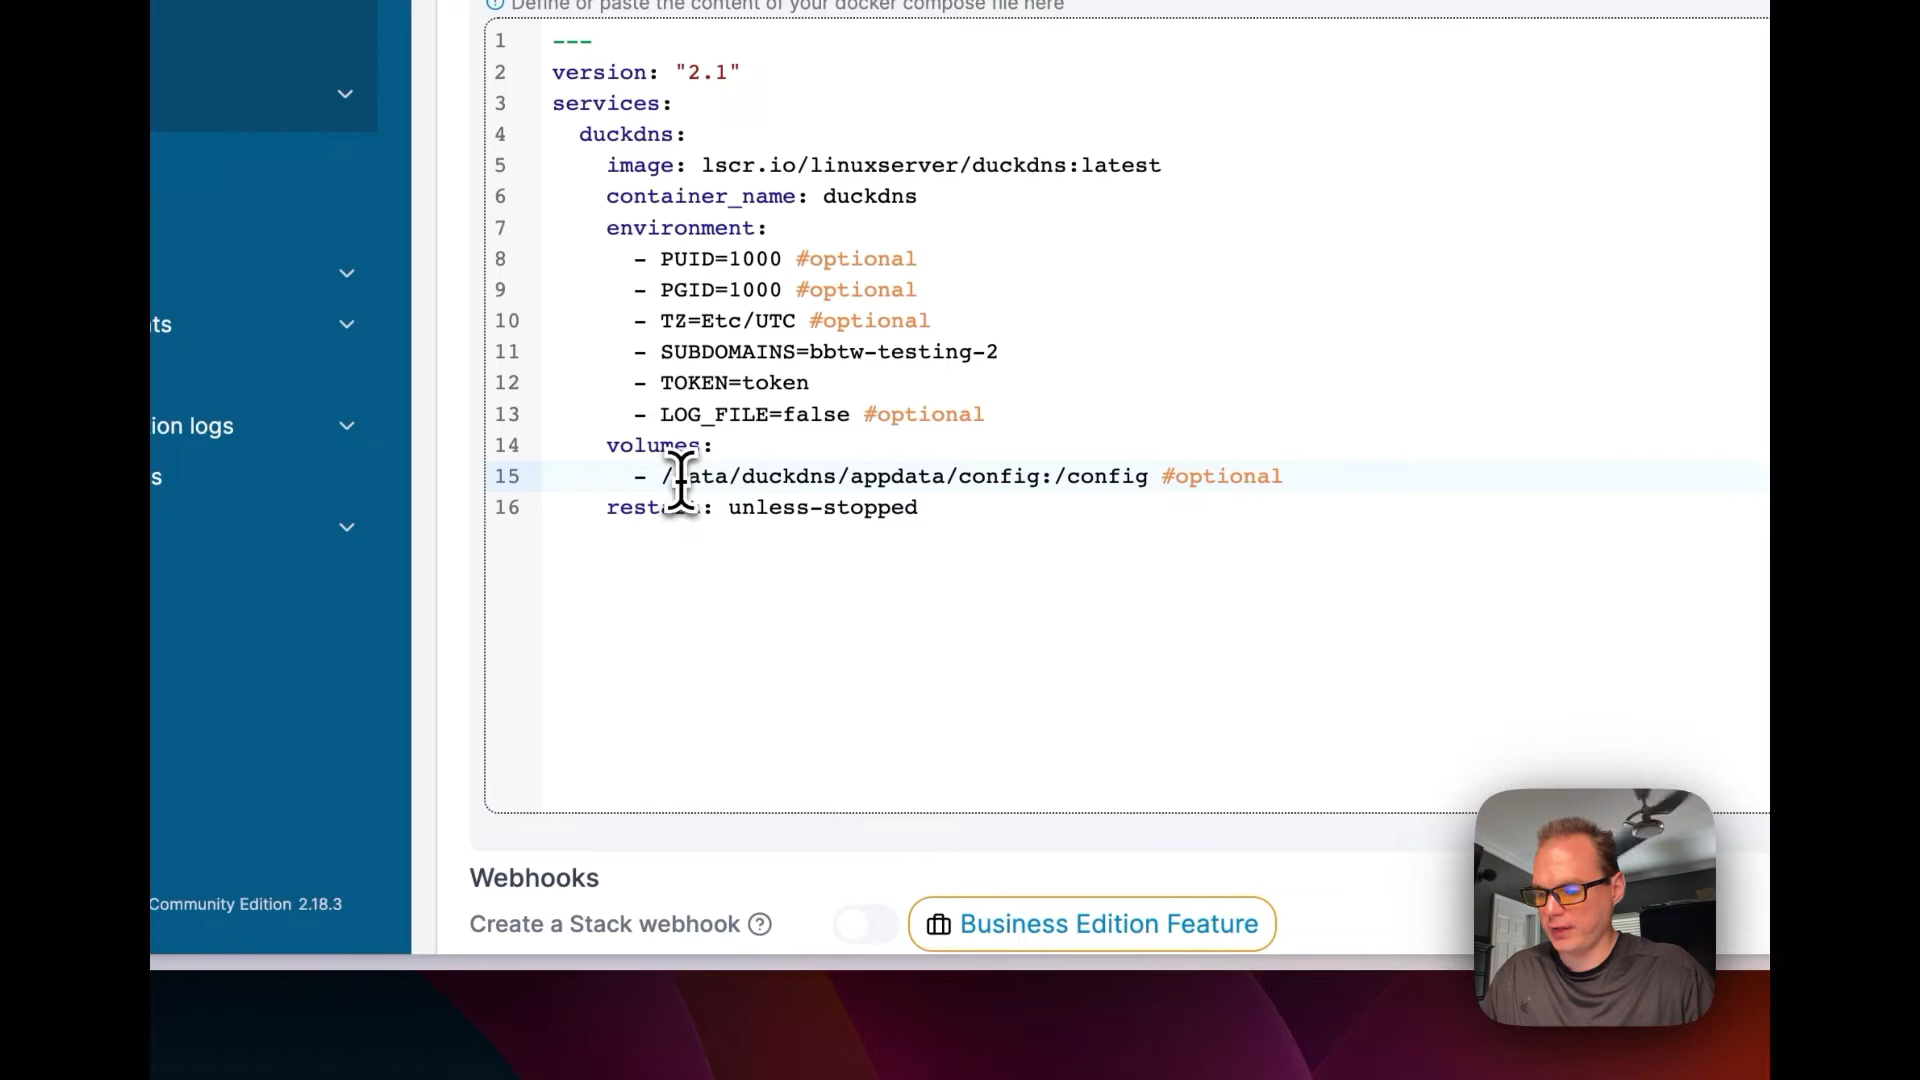 Define or paste the content of your docker compose file here
1 ---
2 version: "2.1"
3 services:
4 duckdns:
5 image: lscr.io/linuxserver/duckdns:latest
6 container_name: duckdns
7 environment:
8 - PUID=1000 #optional
9 - PGID=1000 #optional
10 - TZ=Etc/UTC #optional
11 - SUBDOMAINS=bbtw-testing-2
12 - TOKEN=token
13 - LOG_FILE=false #optional
14 volumes:
15 - /data/duckdns/appdata/config:/config #optional
16 restart: unless-stopped
ts
ion logs
s
Community Edition 2.18.3
Webhooks
Create a Stack webhook
Business Edition Feature